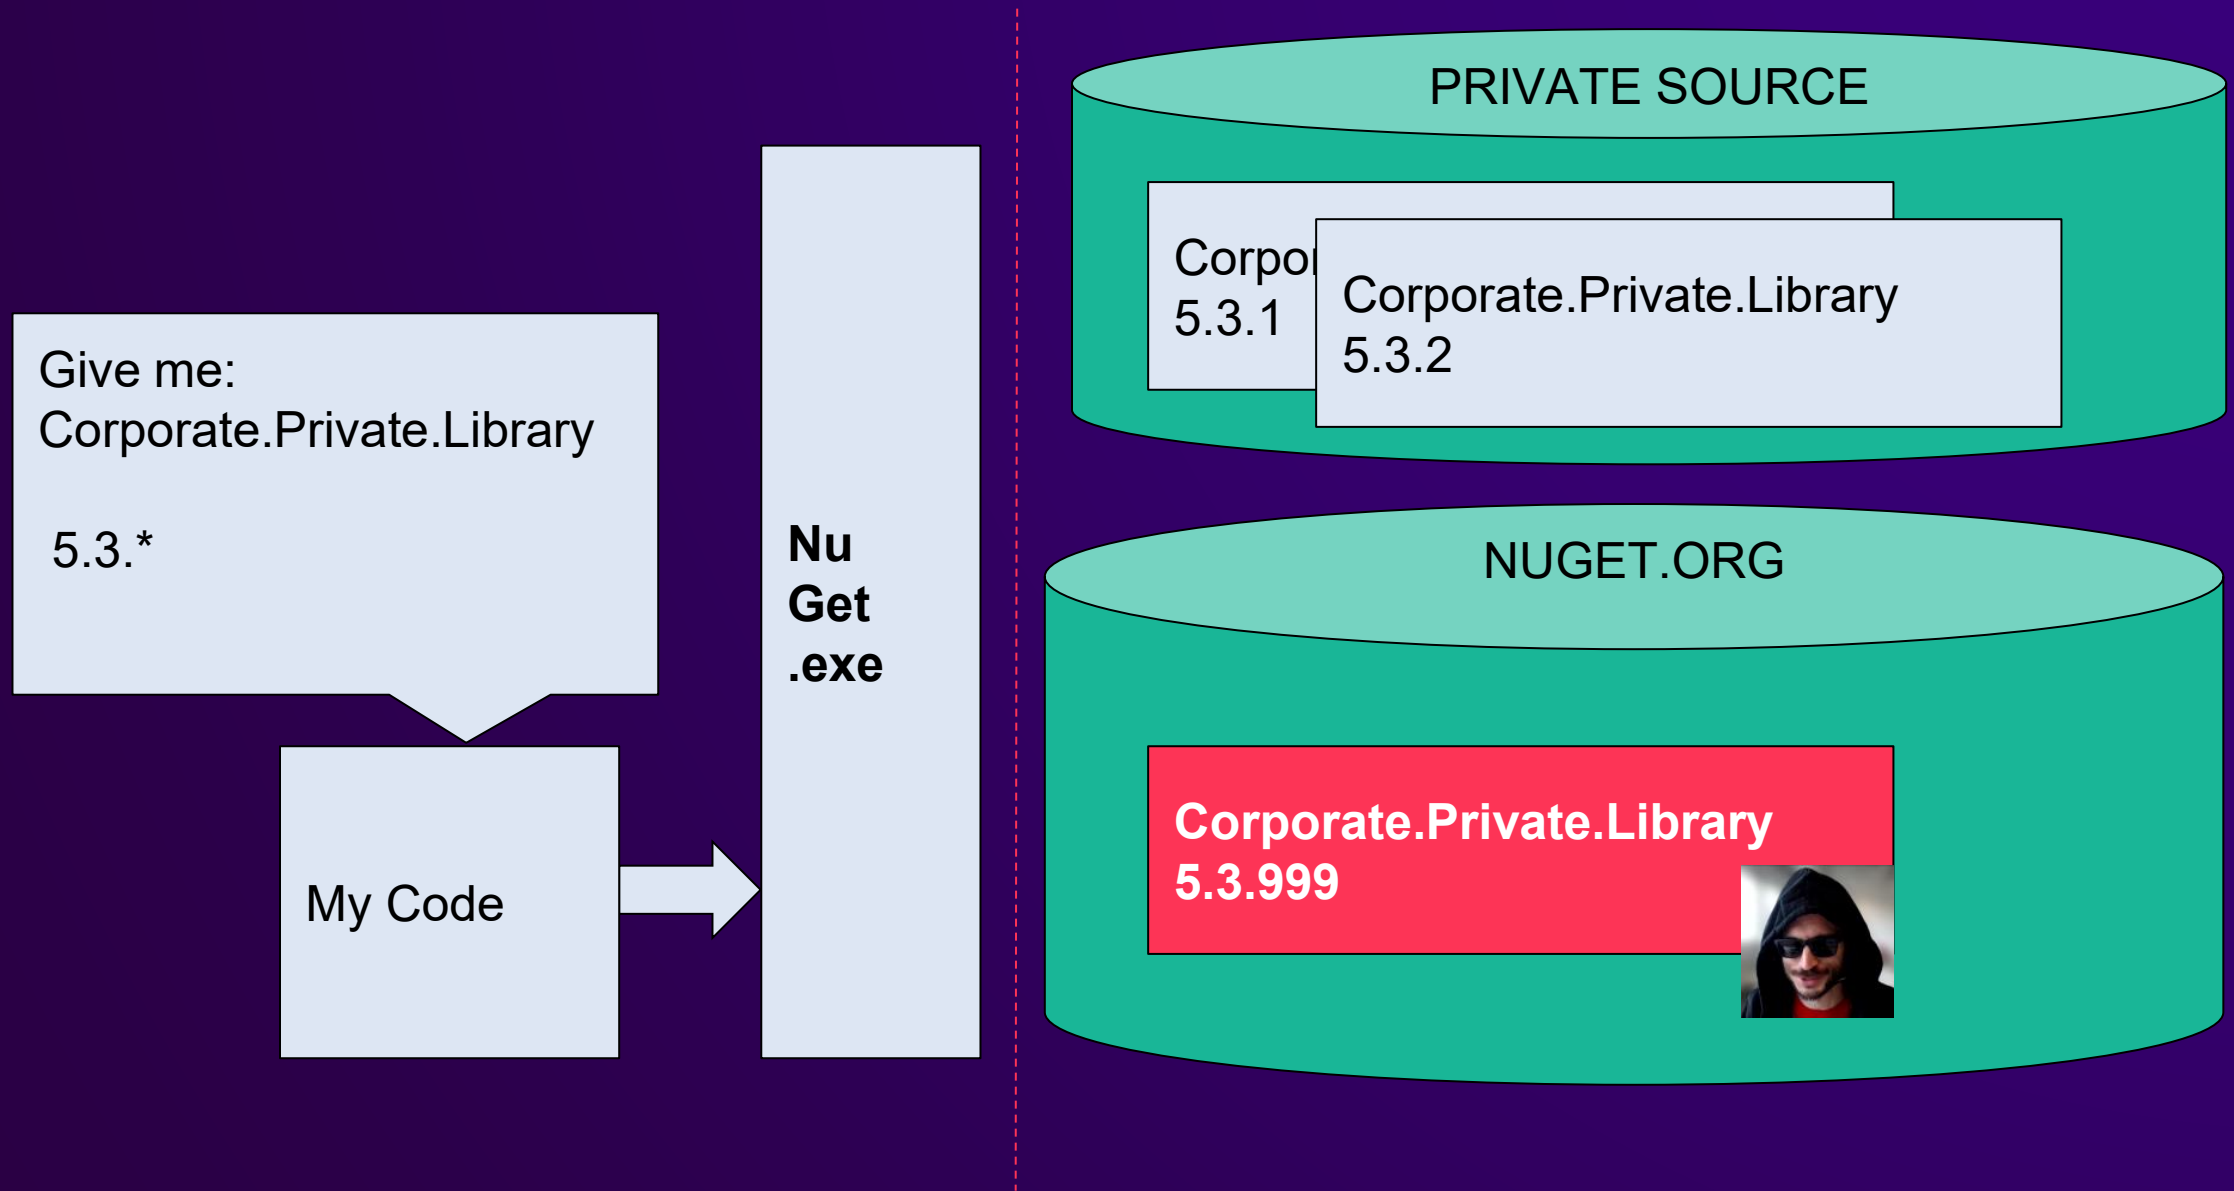 Give me:
Corporate.Private.Library
5.3.*
My Code
Nu
Get
.exe
PRIVATE SOURCE
Corpor
5.3.1
Corporate.Private.Library
5.3.2
NUGET.ORG
Corporate.Private.Library
5.3.999